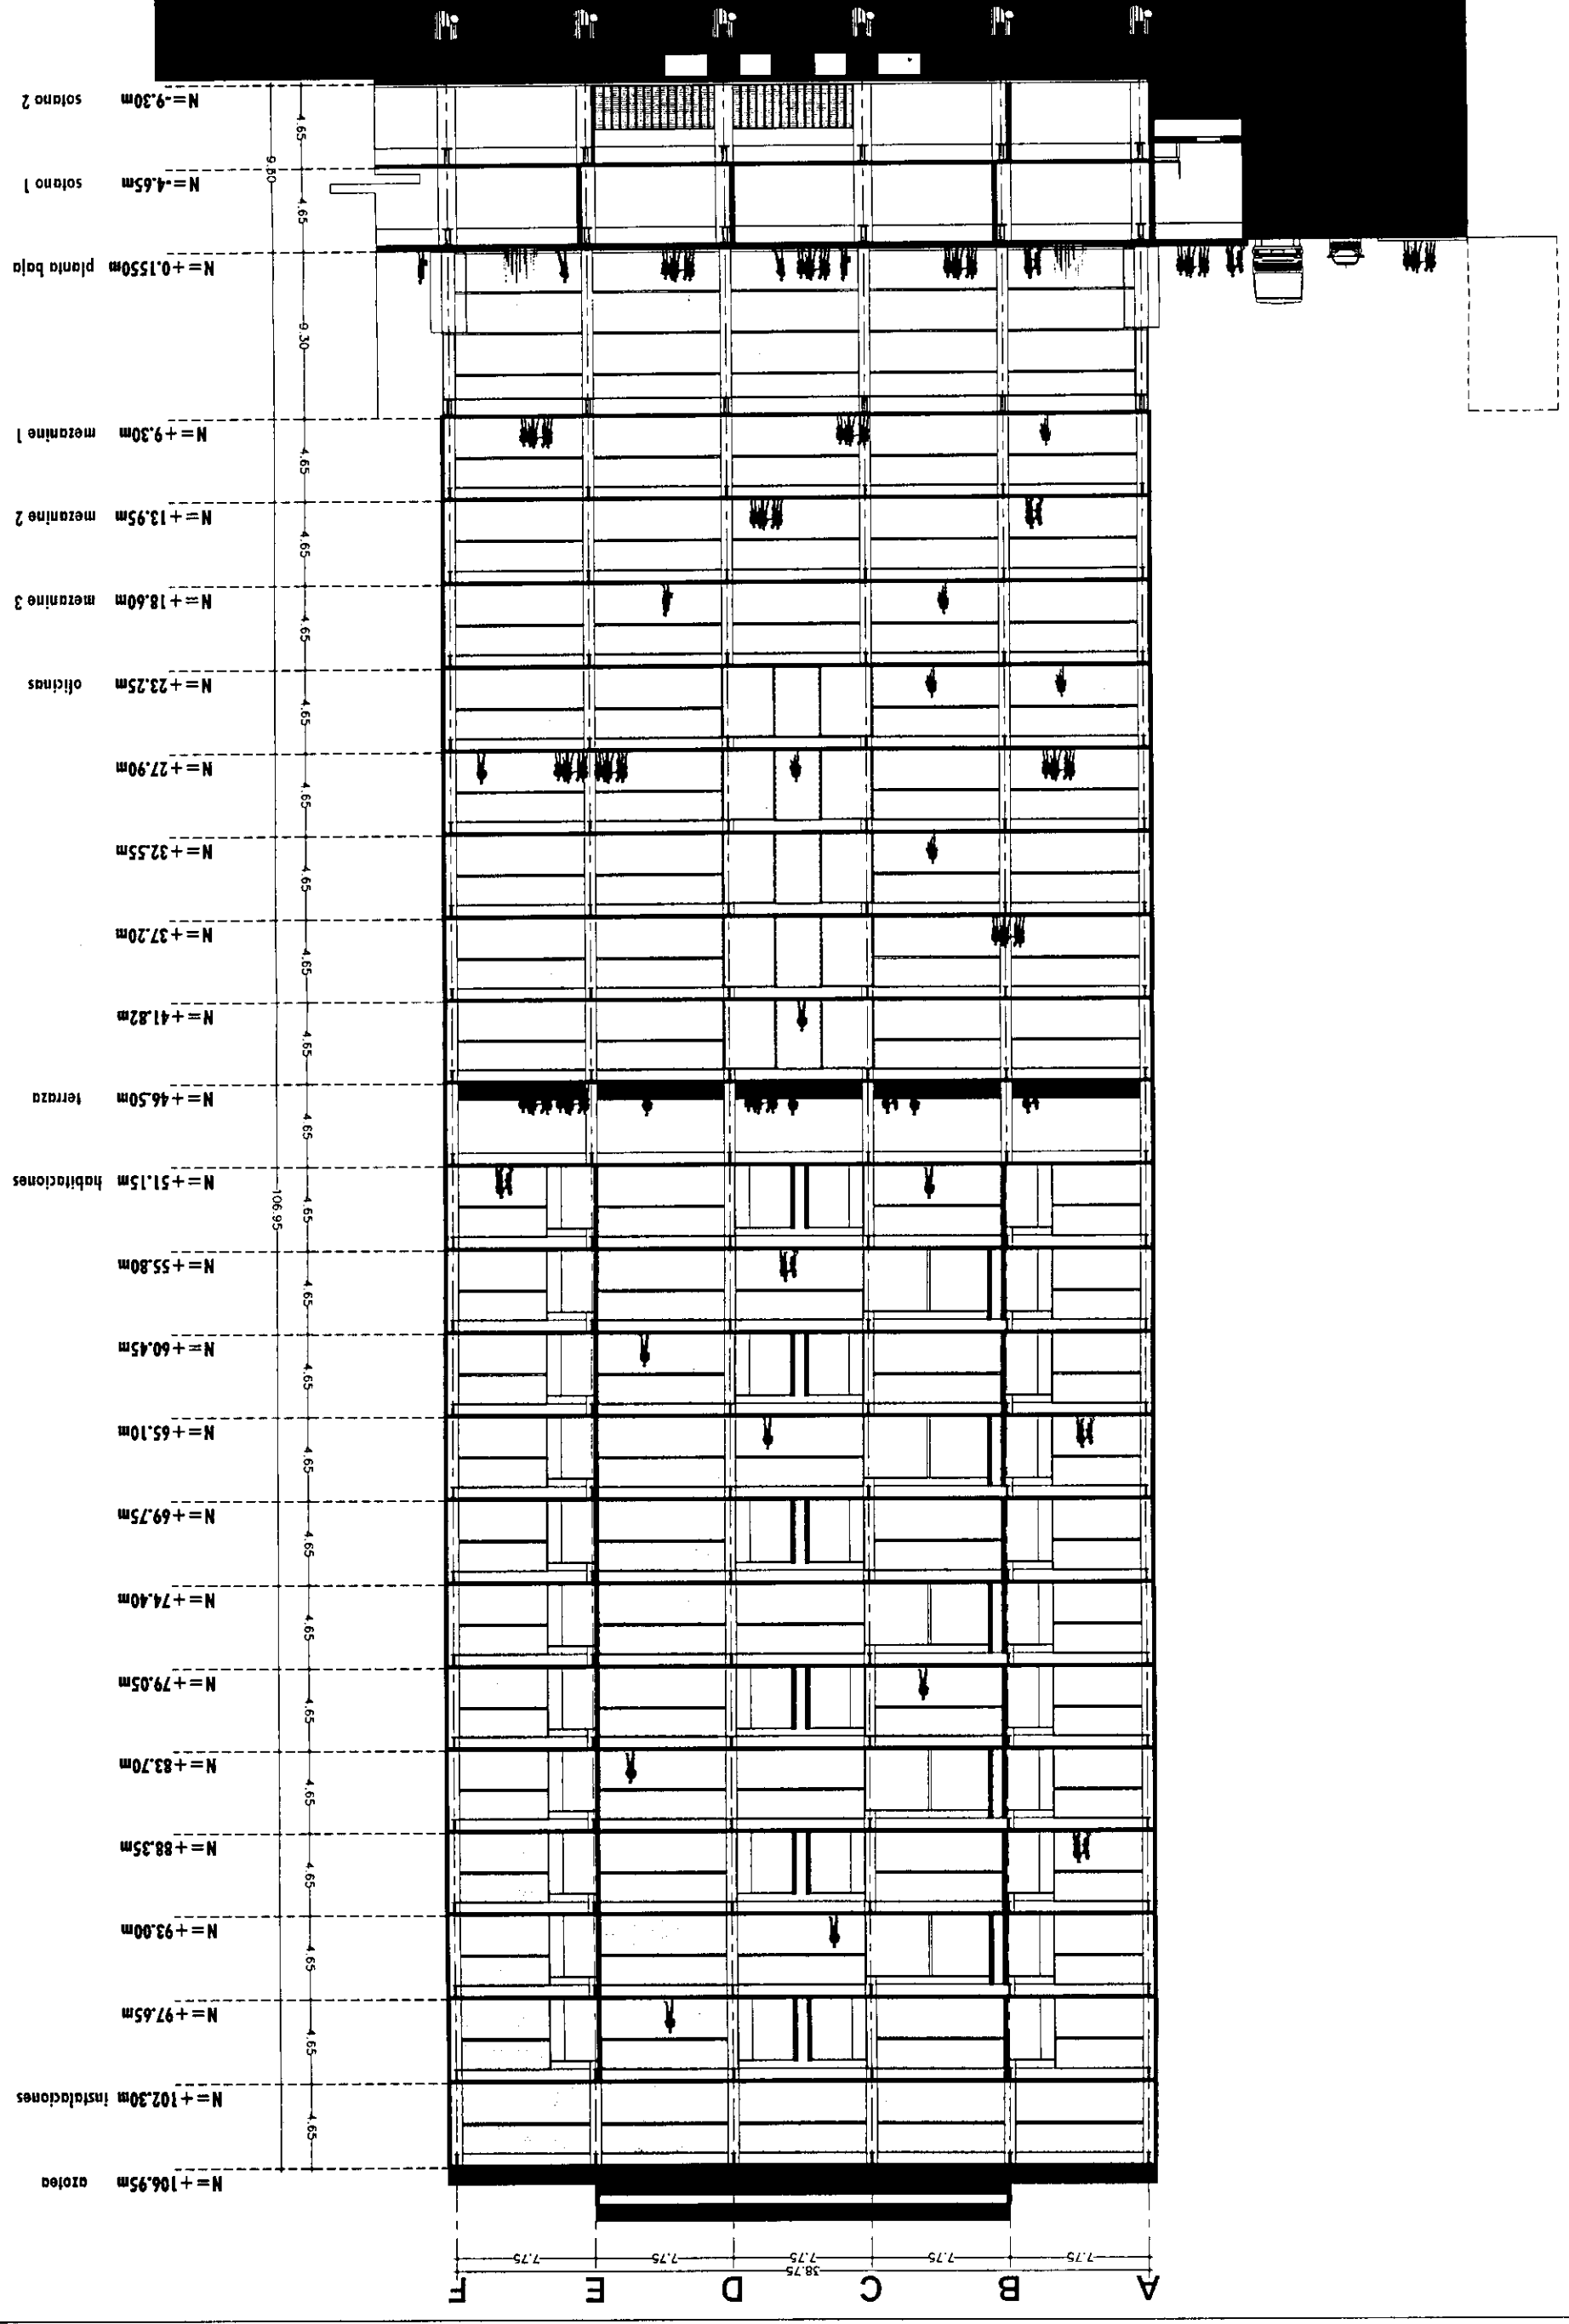 A B C D E F
38.75
7.75 7.75 7.75 7.75 7.75
N=+106.95m azotea
4.65
N=+102.30m instalaciones
4.65
N=+97.65m
4.65
N=+93.00m
4.65
N=+88.35m
4.65
N=+83.70m
4.65
N=+79.05m
4.65
N=+74.40m
4.65
N=+69.75m
4.65
N=+65.10m
4.65
N=+60.45m
4.65
N=+55.80m
4.65 106.95
N=+51.15m habitaciones
4.65
N=+46.50m terraza
4.65
N=+41.82m
4.65
N=+37.20m
4.65
N=+32.55m
4.65
N=+27.90m
4.65
N=+23.25m oficinas
4.65
N=+18.60m mezanine 3
4.65
N=+13.95m mezanine 2
4.65
N=+9.30m mezanine 1
9.30
N=+0.1550m planta baja
4.65
N=-4.65m sotano 1
9.30
4.65
N=-9.30m sotano 2